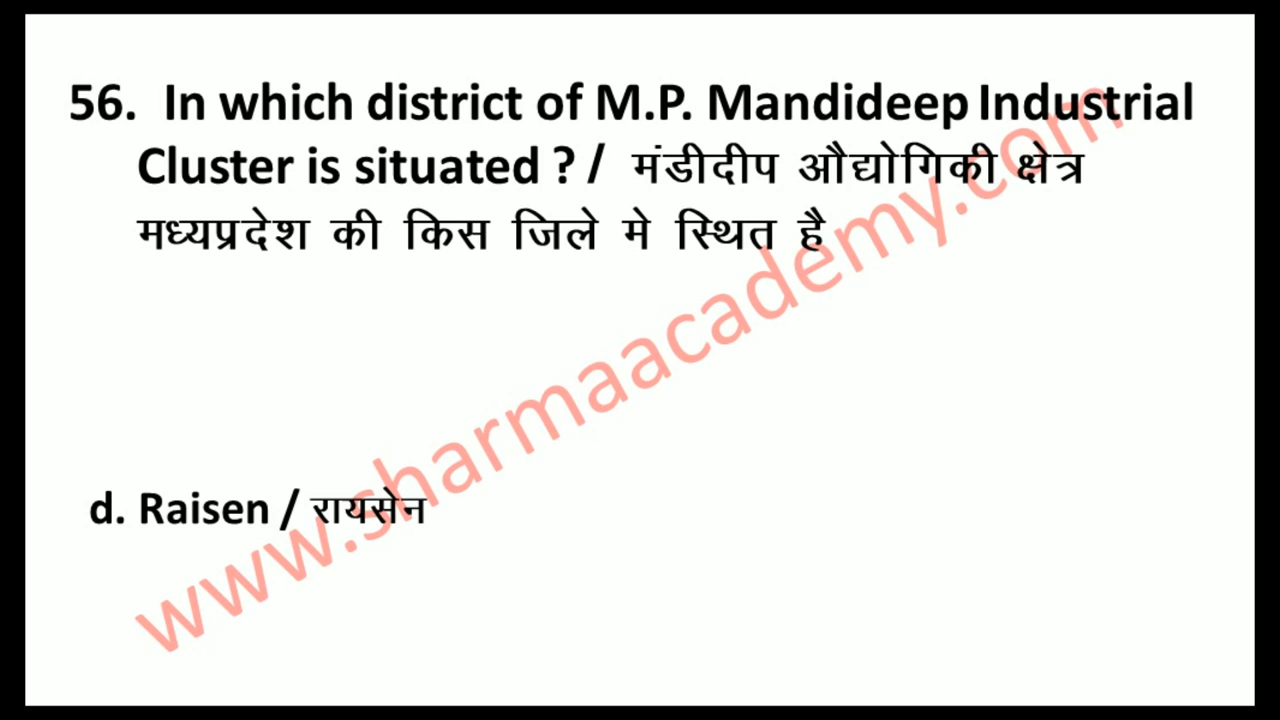 56. In which district of M.P. Mandideep Industrial
Cluster is situated ? / मंडीदीप औद्योगिकी क्षेत्र
मध्यप्रदेश की किस जिले मे स्थित है
d. Raisen / रायसेन
www.sharmaacademy.com